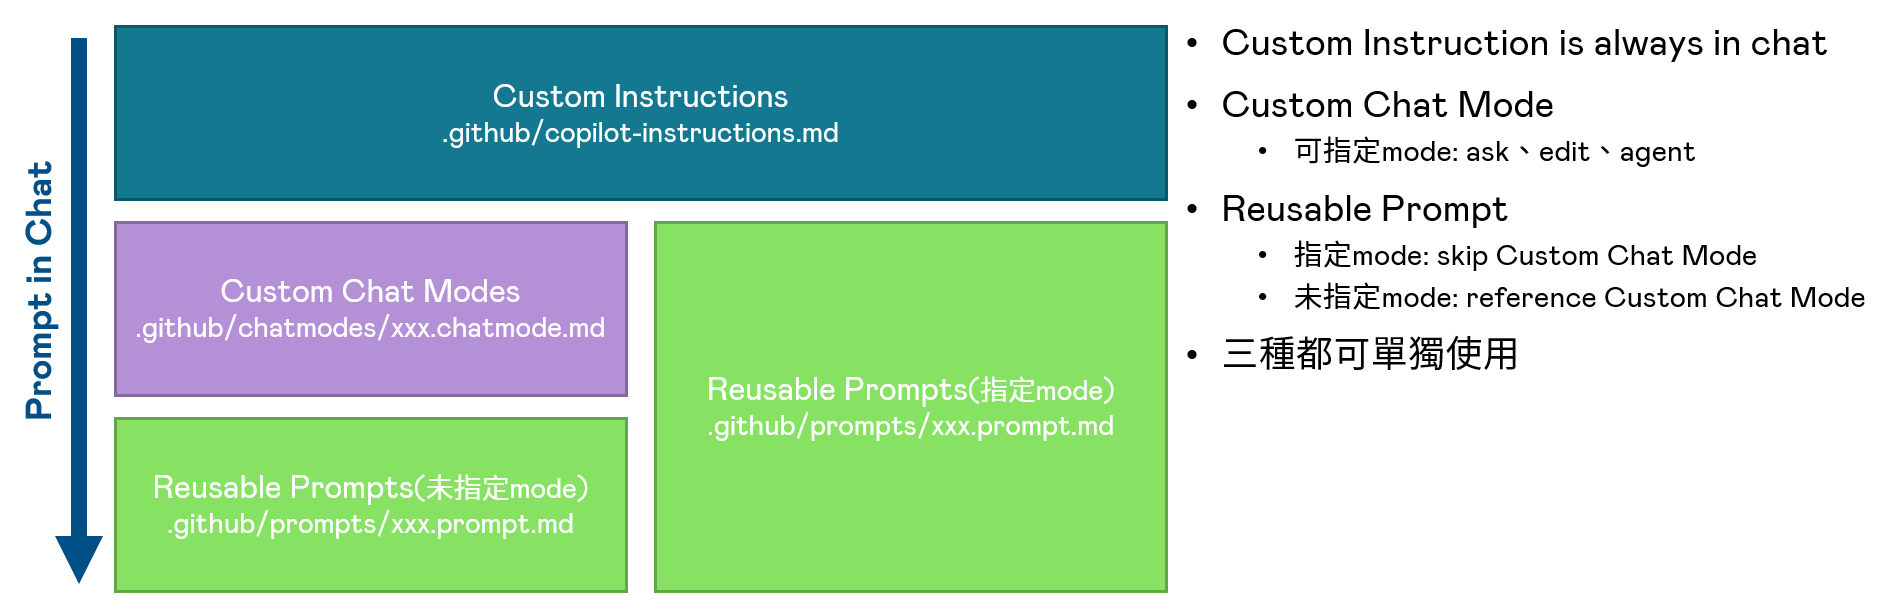 Prompt in Chat
Custom Instructions
.github/copilot-instructions.md
Custom Chat Modes
.github/chatmodes/xxx.chatmode.md
Reusable Prompts(未指定mode)
.github/prompts/xxx.prompt.md
Reusable Prompts(指定mode)
.github/prompts/xxx.prompt.md
• Custom Instruction is always in chat
• Custom Chat Mode
• 可指定mode: ask、edit、agent
• Reusable Prompt
• 指定mode: skip Custom Chat Mode
• 未指定mode: reference Custom Chat Mode
• 三種都可單獨使用